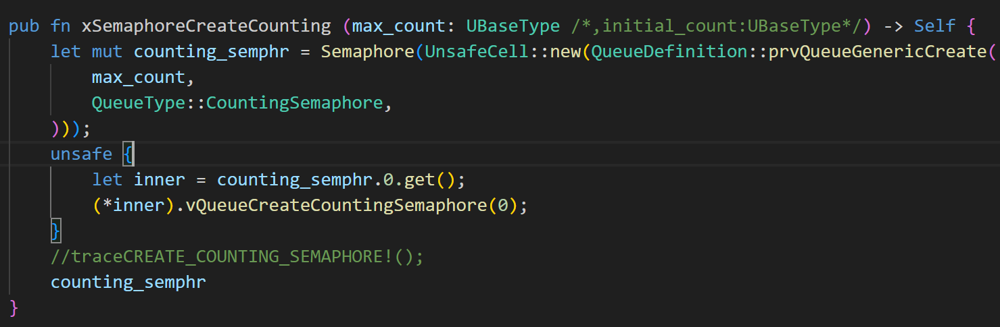 pub fn xSemaphoreCreateCounting (max_count: UBaseType /*,initial_count:UBaseType*/) -> Self {
    let mut counting_semphr = Semaphore(UnsafeCell::new(QueueDefinition::prvQueueGenericCreate(
        max_count,
        QueueType::CountingSemaphore,
    )));
    unsafe {
        let inner = counting_semphr.0.get();
        (*inner).vQueueCreateCountingSemaphore(0);
    }
    //traceCREATE_COUNTING_SEMAPHORE!();
    counting_semphr
}